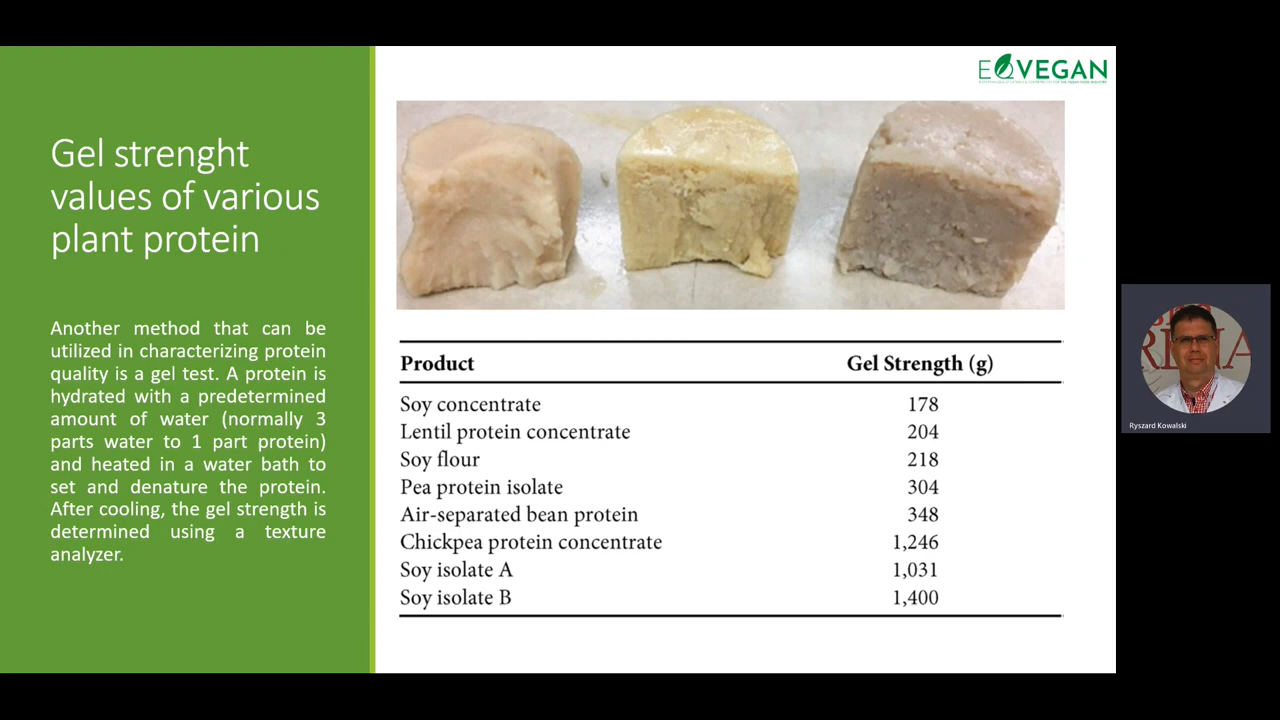 EQVEGAN
Gel strenght
values of various
plant protein
Another method that can be
utilized in characterizing protein
quality is a gel test. A protein is
hydrated with a predetermined
amount of water (normally 3
parts water to 1 part protein)
and heated in a water bath to
set and denature the protein.
After cooling, the gel strength is
determined using a texture
analyzer.
Product Gel Strength (g)
Soy concentrate 178
Lentil protein concentrate 204
Soy flour 218
Pea protein isolate 304
Air-separated bean protein 348
Chickpea protein concentrate 1,246
Soy isolate A 1,031
Soy isolate B 1,400
Ryszard Kowalski